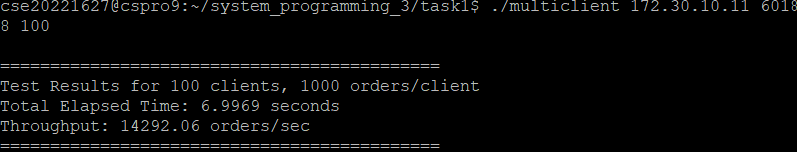 cse20221627@cspro9:~/system_programming_3/task1$ ./multiclient 172.30.10.11 6018
8 100
============================================
Test Results for 100 clients, 1000 orders/client
Total Elapsed Time: 6.9969 seconds
Throughput: 14292.06 orders/sec
============================================